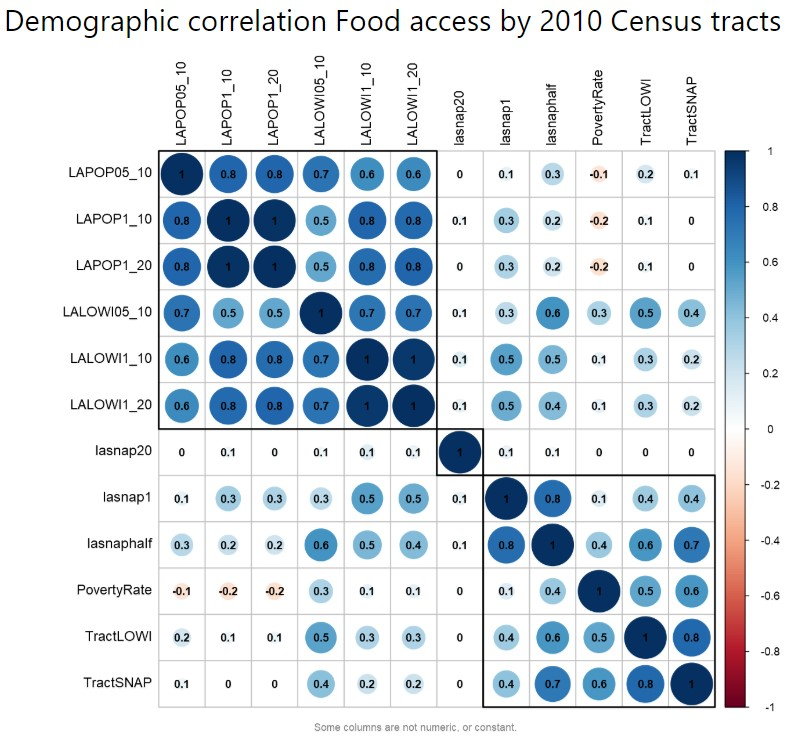 Demographic correlation Food access by 2010 Census tracts
LAPOP05_10 LAPOP1_10 LAPOP1_20 LALOWI05_10 LALOWI1_10 LALOWI1_20 lasnap20 lasnap1 lasnaphalf PovertyRate TractLOWI TractSNAP
LAPOP05_10 1 0.8 0.8 0.7 0.6 0.6 0 0.1 0.3 -0.1 0.2 0.1
LAPOP1_10 0.8 1 1 0.5 0.8 0.8 0.1 0.3 0.2 -0.2 0.1 0
LAPOP1_20 0.8 1 1 0.5 0.8 0.8 0 0.3 0.2 -0.2 0.1 0
LALOWI05_10 0.7 0.5 0.5 1 0.7 0.7 0.1 0.3 0.6 0.3 0.5 0.4
LALOWI1_10 0.6 0.8 0.8 0.7 1 1 0.1 0.5 0.5 0.1 0.3 0.2
LALOWI1_20 0.6 0.8 0.8 0.7 1 1 0.1 0.5 0.4 0.1 0.3 0.2
lasnap20 0 0.1 0 0.1 0.1 0.1 1 0.1 0.1 0 0 0
lasnap1 0.1 0.3 0.3 0.3 0.5 0.5 0.1 1 0.8 0.1 0.4 0.4
lasnaphalf 0.3 0.2 0.2 0.6 0.5 0.4 0.1 0.8 1 0.4 0.6 0.7
PovertyRate -0.1 -0.2 -0.2 0.3 0.1 0.1 0 0.1 0.4 1 0.5 0.6
TractLOWI 0.2 0.1 0.1 0.5 0.3 0.3 0 0.4 0.6 0.5 1 0.8
TractSNAP 0.1 0 0 0.4 0.2 0.2 0 0.4 0.7 0.6 0.8 1
1
0.8
0.6
0.4
0.2
0
-0.2
-0.4
-0.6
-0.8
-1
Some columns are not numeric, or constant.